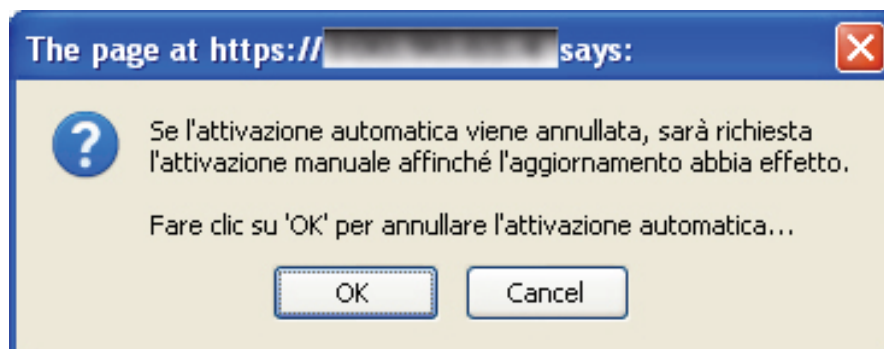 The page at https:// says:
Se l'attivazione automatica viene annullata, sarà richiesta
l'attivazione manuale affinché l'aggiornamento abbia effetto.
Fare clic su 'OK' per annullare l'attivazione automatica...
OK
Cancel